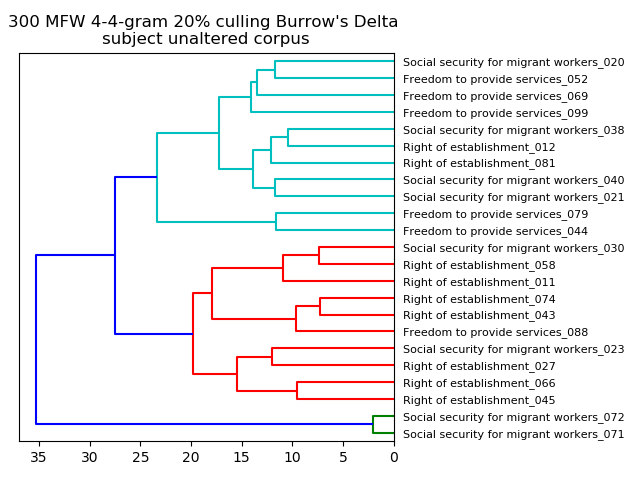 300 MFW 4-4-gram 20% culling Burrow's Delta
subject unaltered corpus
Social security for migrant workers_020
Freedom to provide services_052
Freedom to provide services_069
Freedom to provide services_099
Social security for migrant workers_038
Right of establishment_012
Right of establishment_081
Social security for migrant workers_040
Social security for migrant workers_021
Freedom to provide services_079
Freedom to provide services_044
Social security for migrant workers_030
Right of establishment_058
Right of establishment_011
Right of establishment_074
Right of establishment_043
Freedom to provide services_088
Social security for migrant workers_023
Right of establishment_027
Right of establishment_066
Right of establishment_045
Social security for migrant workers_072
Social security for migrant workers_071
35 30 25 20 15 10 5 0